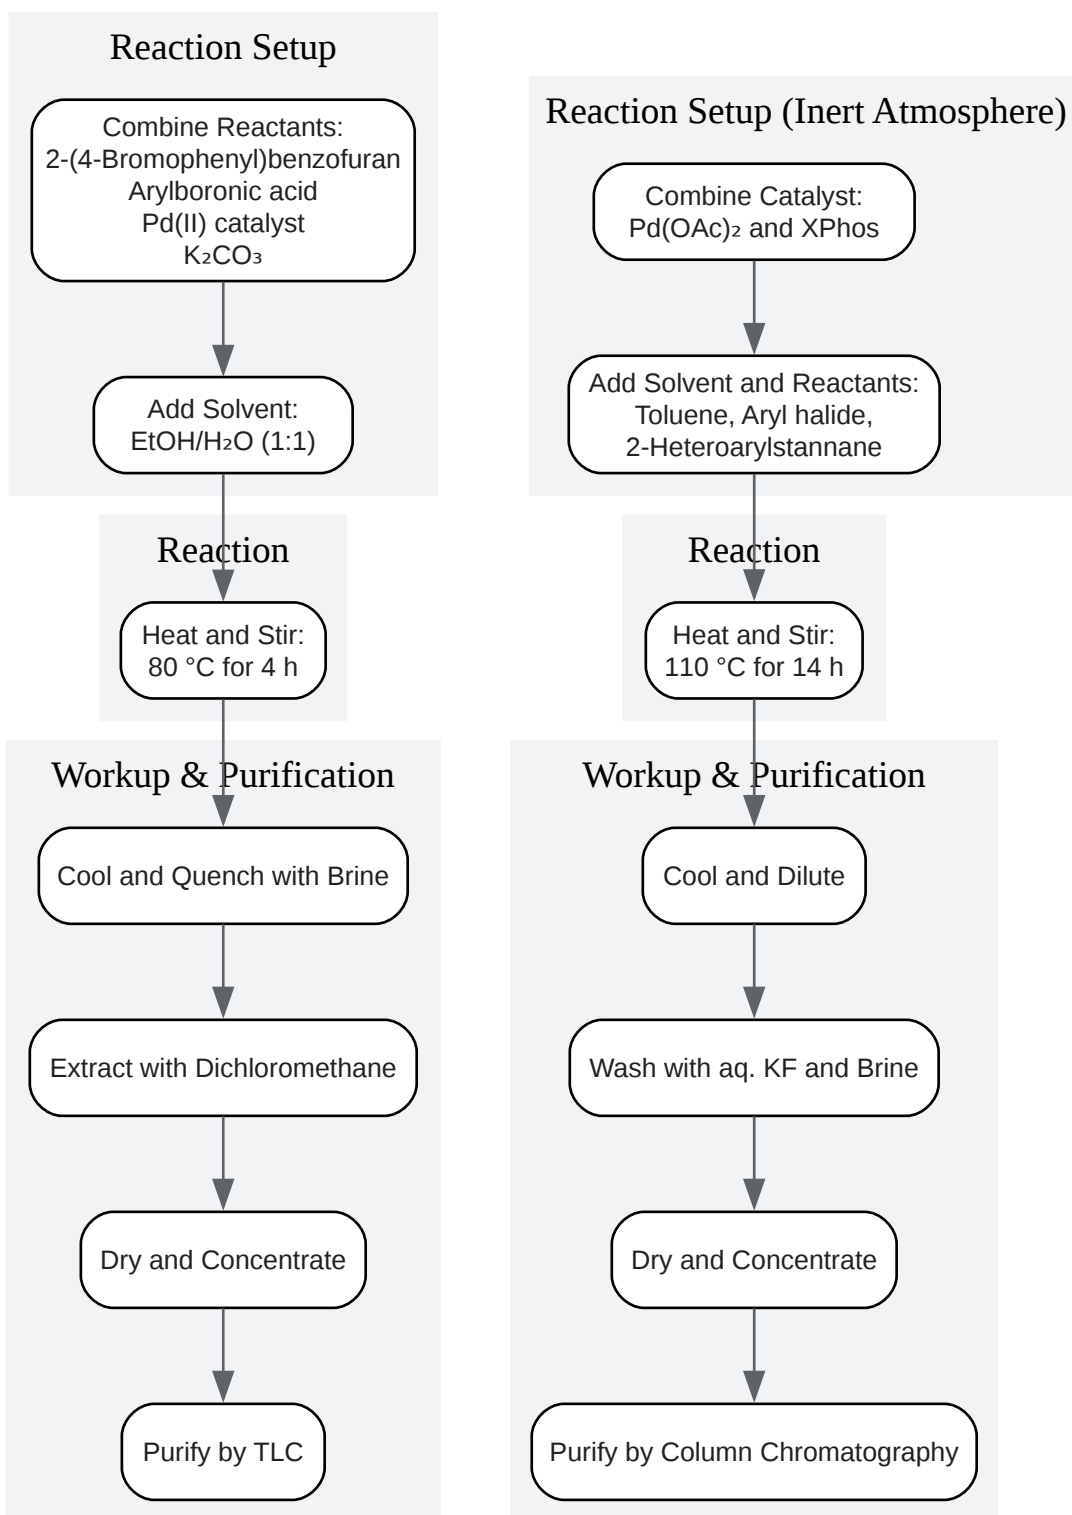 Reaction Setup
Combine Reactants:
2-(4-Bromophenyl)benzofuran
Arylboronic acid
Pd(II) catalyst
K₂CO₃
Add Solvent:
EtOH/H₂O (1:1)
Reaction
Heat and Stir:
80 °C for 4 h
Workup & Purification
Cool and Quench with Brine
Extract with Dichloromethane
Dry and Concentrate
Purify by TLC
Reaction Setup (Inert Atmosphere)
Combine Catalyst:
Pd(OAc)₂ and XPhos
Add Solvent and Reactants:
Toluene, Aryl halide,
2-Heteroarylstannane
Reaction
Heat and Stir:
110 °C for 14 h
Workup & Purification
Cool and Dilute
Wash with aq. KF and Brine
Dry and Concentrate
Purify by Column Chromatography